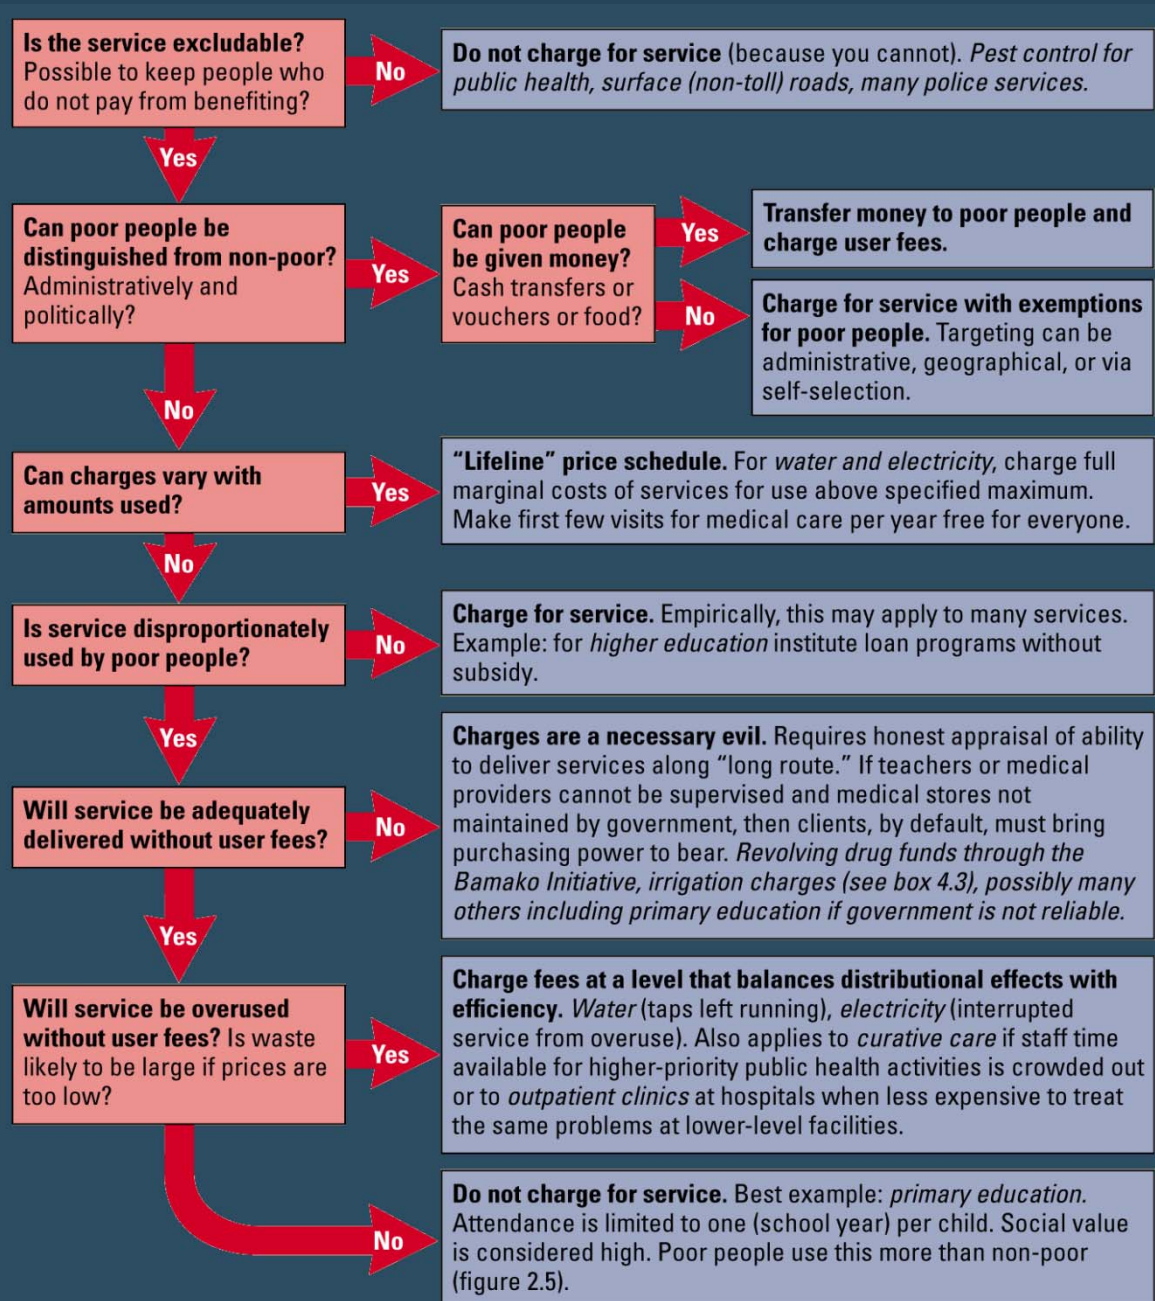 Is the service excludable?
Possible to keep people who
do not pay from benefiting?
No
Do not charge for service (because you cannot). Pest control for
public health, surface (non-toll) roads, many police services.
Yes
Can poor people be
distinguished from non-poor?
Administratively and
politically?
Yes
Can poor people
be given money?
Cash transfers or
vouchers or food?
Yes
Transfer money to poor people and
charge user fees.
No
Charge for service with exemptions
for poor people. Targeting can be
administrative, geographical, or via
self-selection.
No
Can charges vary with
amounts used?
Yes
“Lifeline” price schedule. For water and electricity, charge full
marginal costs of services for use above specified maximum.
Make first few visits for medical care per year free for everyone.
No
Is service disproportionately
used by poor people?
No
Charge for service. Empirically, this may apply to many services.
Example: for higher education institute loan programs without
subsidy.
Yes
Will service be adequately
delivered without user fees?
No
Charges are a necessary evil. Requires honest appraisal of ability
to deliver services along “long route.” If teachers or medical
providers cannot be supervised and medical stores not
maintained by government, then clients, by default, must bring
purchasing power to bear. Revolving drug funds through the
Bamako Initiative, irrigation charges (see box 4.3), possibly many
others including primary education if government is not reliable.
Yes
Will service be overused
without user fees? Is waste
likely to be large if prices are
too low?
Yes
Charge fees at a level that balances distributional effects with
efficiency. Water (taps left running), electricity (interrupted
service from overuse). Also applies to curative care if staff time
available for higher-priority public health activities is crowded out
or to outpatient clinics at hospitals when less expensive to treat
the same problems at lower-level facilities.
No
Do not charge for service. Best example: primary education.
Attendance is limited to one (school year) per child. Social value
is considered high. Poor people use this more than non-poor
(figure 2.5).